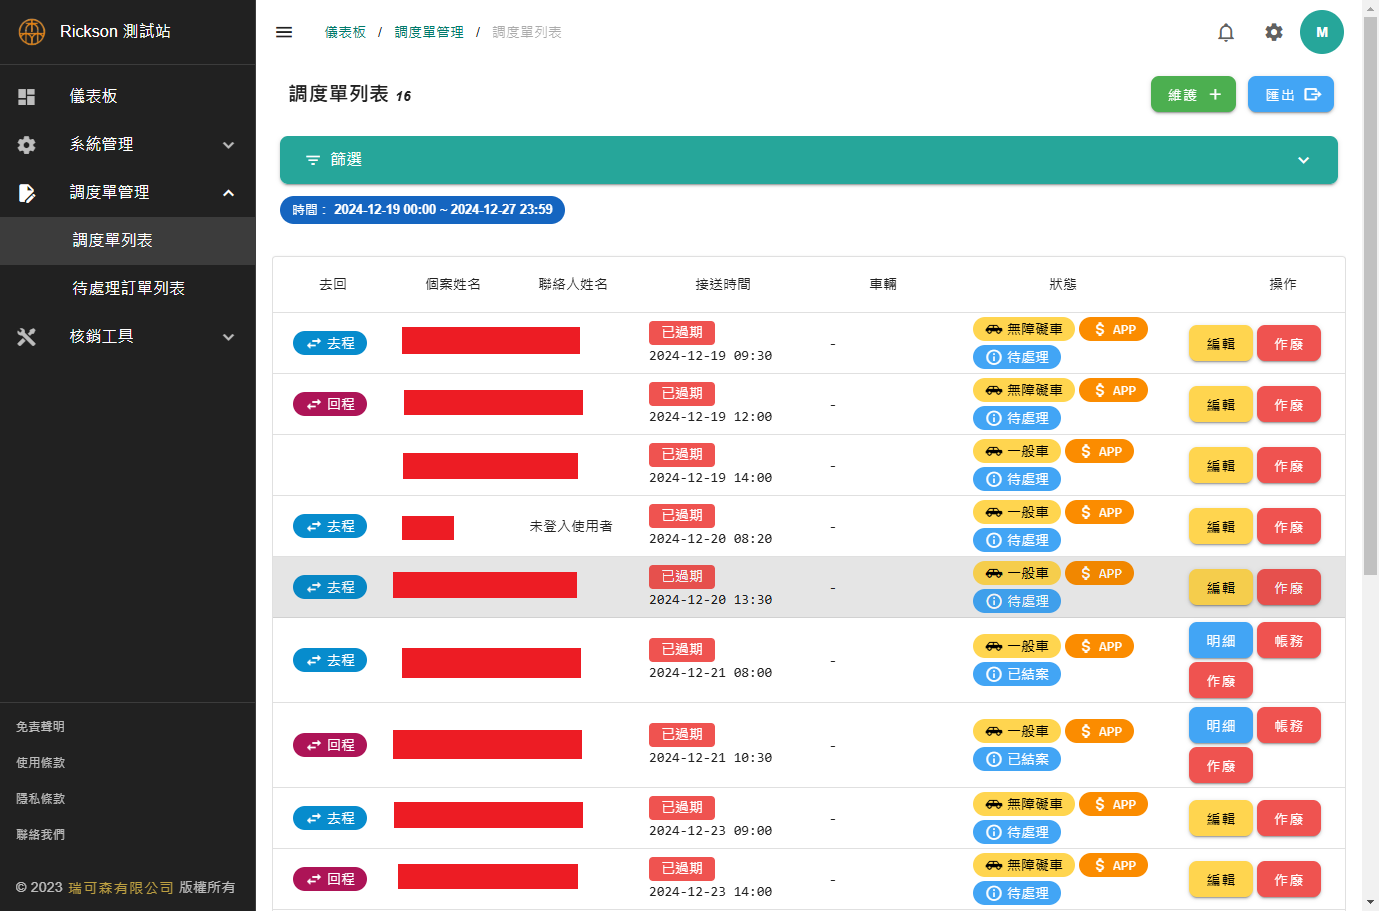 Rickson 測試站
儀表板 / 調度單管理 / 調度單列表
M
儀表板
系統管理
調度單管理
調度單列表
待處理訂單列表
核銷工具
免責聲明
使用條款
隱私條款
聯絡我們
© 2023 瑞可森有限公司 版權所有
調度單列表 16
維護 +
匯出
篩選
時間： 2024-12-19 00:00 ~ 2024-12-27 23:59
去回 個案姓名 聯絡人姓名 接送時間 車輛 狀態 操作
去程 已過期 2024-12-19 09:30 - 無障礙車 $ APP 待處理 編輯 作廢
回程 已過期 2024-12-19 12:00 - 無障礙車 $ APP 待處理 編輯 作廢
已過期 2024-12-19 14:00 - 一般車 $ APP 待處理 編輯 作廢
去程 未登入使用者 已過期 2024-12-20 08:20 - 一般車 $ APP 待處理 編輯 作廢
去程 已過期 2024-12-20 13:30 - 一般車 $ APP 待處理 編輯 作廢
去程 已過期 2024-12-21 08:00 - 一般車 $ APP 已結案 明細 帳務 作廢
回程 已過期 2024-12-21 10:30 - 一般車 $ APP 已結案 明細 帳務 作廢
去程 已過期 2024-12-23 09:00 - 無障礙車 $ APP 待處理 編輯 作廢
回程 已過期 2024-12-23 14:00 - 無障礙車 $ APP 待處理 編輯 作廢